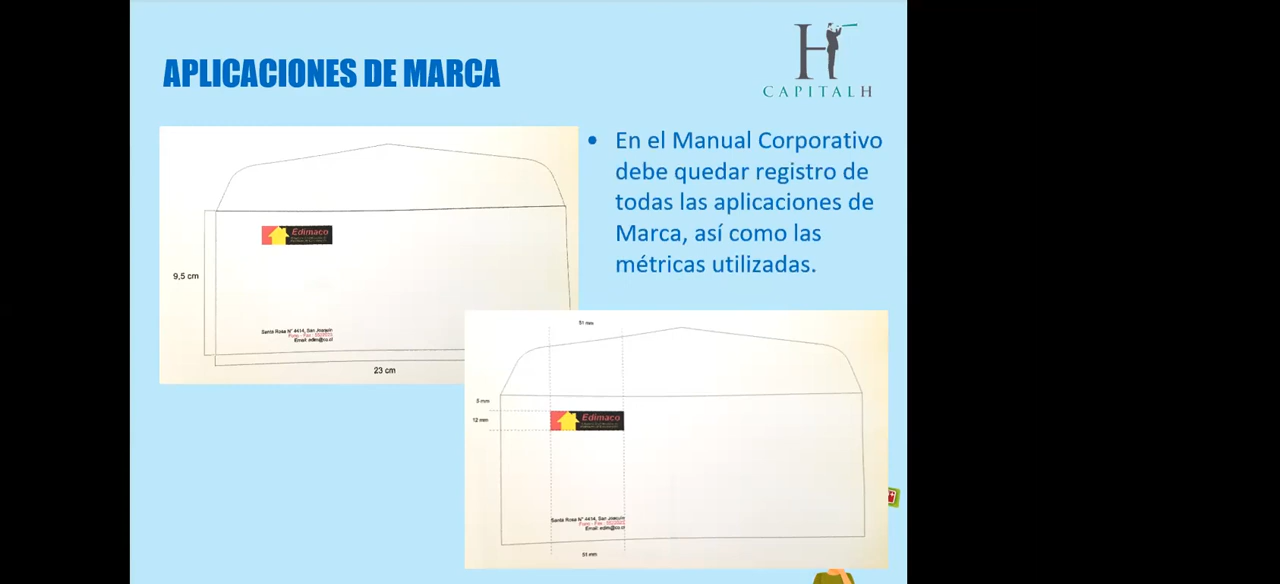 APLICACIONES DE MARCA
H
CAPITALH
• En el Manual Corporativo
debe quedar registro de
todas las aplicaciones de
Marca, así como las
métricas utilizadas.
Edimaco
9,5 cm
Santa Rosa N° 4414, San Joaquín
Email: edim@co.cl
23 cm
51 mm
5 mm
12 mm
Edimaco
Santa Rosa N° 4414, San Joaquín
Email: edim@co.cl
51 mm